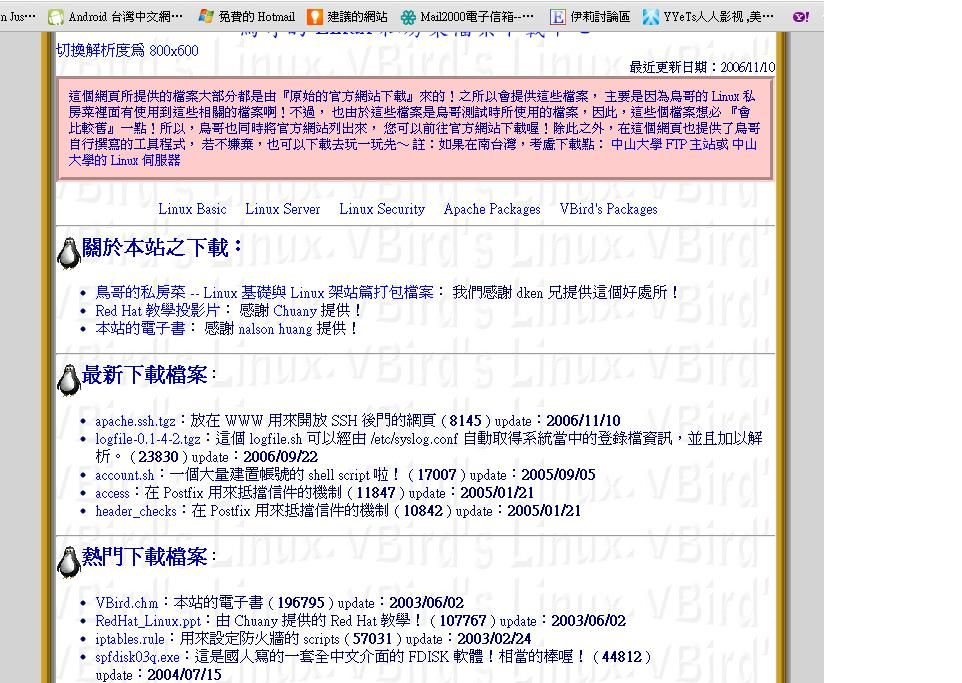 n Jus··· Android 台灣中文網··· 免費的 Hotmail 建議的網站 Mail2000電子信箱--··· 伊莉討論區 YYeTs人人影視 ,美···
切換解析度為 800x600
最近更新日期：2006/11/10
這個網頁所提供的檔案大部分都是由『原始的官方網站下載』來的！之所以會提供這些檔案， 主要是因為鳥哥的 Linux 私
房菜裡面有使用到這些相關的檔案啊！不過， 也由於這些檔案是鳥哥測試時所使用的檔案，因此，這些個檔案想必 『會
比較舊』一點！所以，鳥哥也同時將官方網站列出來， 您可以前往官方網站下載喔！除此之外，在這個網頁也提供了鳥哥
自行撰寫的工具程式， 若不嫌棄，也可以下載去玩一玩先～ 註：如果在南台灣，考慮下載點： 中山大學 FTP 主站或 中山
大學的 Linux 伺服器
Linux Basic Linux Server Linux Security Apache Packages VBird's Packages
關於本站之下載：
鳥哥的私房菜 -- Linux 基礎與 Linux 架站篇打包檔案： 我們感謝 dken 兄提供這個好處所！
Red Hat 教學投影片： 感謝 Chuany 提供！
本站的電子書： 感謝 nalson huang 提供！
最新下載檔案:
apache.ssh.tgz：放在 WWW 用來開放 SSH 後門的網頁 ( 8145 ) update：2006/11/10
logfile-0.1-4-2.tgz：這個 logfile.sh 可以經由 /etc/syslog.conf 自動取得系統當中的登錄檔資訊，並且加以解
析。 ( 23830 ) update：2006/09/22
account.sh：一個大量建置帳號的 shell script 啦！ ( 17007 ) update：2005/09/05
access：在 Postfix 用來抵擋信件的機制 ( 11847 ) update：2005/01/21
header_checks：在 Postfix 用來抵擋信件的機制 ( 10842 ) update：2005/01/21
熱門下載檔案:
VBird.chm：本站的電子書 ( 196795 ) update：2003/06/02
RedHat_Linux.ppt：由 Chuany 提供的 Red Hat 教學！ ( 107767 ) update：2003/06/02
iptables.rule：用來設定防火牆的 scripts ( 57031 ) update：2003/02/24
spfdisk03q.exe：這是國人寫的一套全中文介面的 FDISK 軟體！相當的棒喔！ ( 44812 )
update：2004/07/15